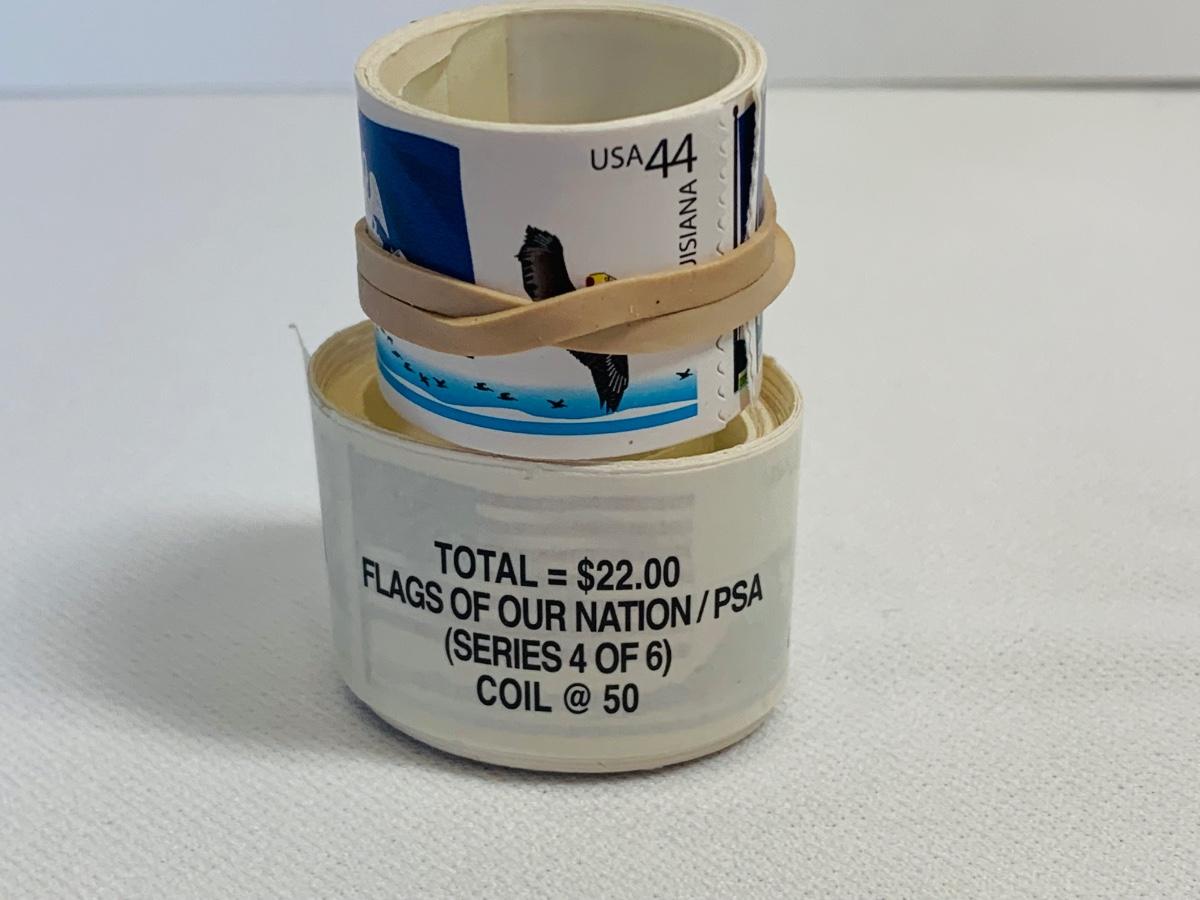 USA44
UISIANA
TOTAL = $22.00
FLAGS OF OUR NATION / PSA
(SERIES 4 OF 6)
COIL @ 50